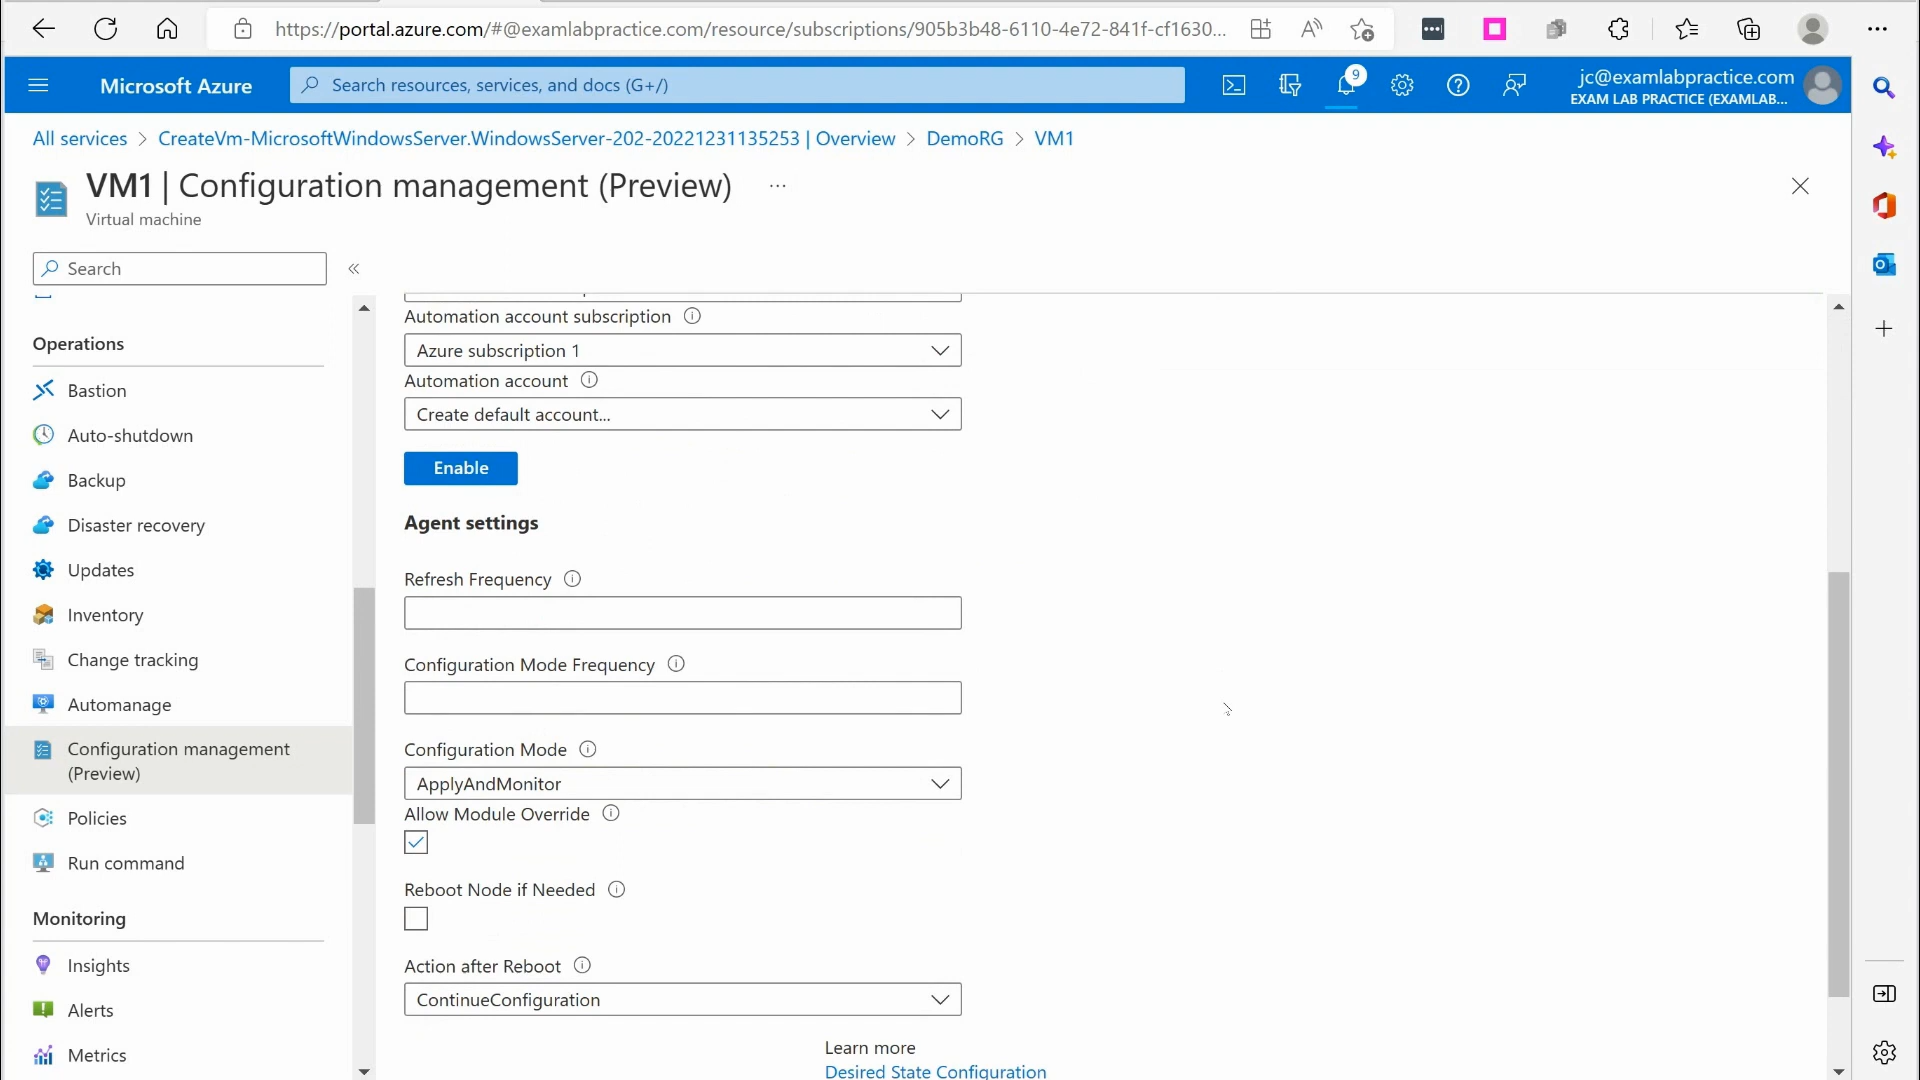 https://portal.azure.com/#@examlabpractice.com/resource/subscriptions/905b3b48-6110-4e72-841f-cf1630...
Microsoft Azure
Search resources, services, and docs (G+/)
9
jc@examlabpractice.com
EXAM LAB PRACTICE (EXAMLAB...
All services > CreateVm-MicrosoftWindowsServer.WindowsServer-202-20221231135253 | Overview > DemoRG > VM1
VM1 | Configuration management (Preview) ...
Virtual machine
Search
«
Operations
Bastion
Auto-shutdown
Backup
Disaster recovery
Updates
Inventory
Change tracking
Automanage
Configuration management
(Preview)
Policies
Run command
Monitoring
Insights
Alerts
Metrics
Automation account subscription
Azure subscription 1
Automation account
Create default account...
Enable
Agent settings
Refresh Frequency
Configuration Mode Frequency
Configuration Mode
ApplyAndMonitor
Allow Module Override
Reboot Node if Needed
Action after Reboot
ContinueConfiguration
Learn more
Desired State Configuration